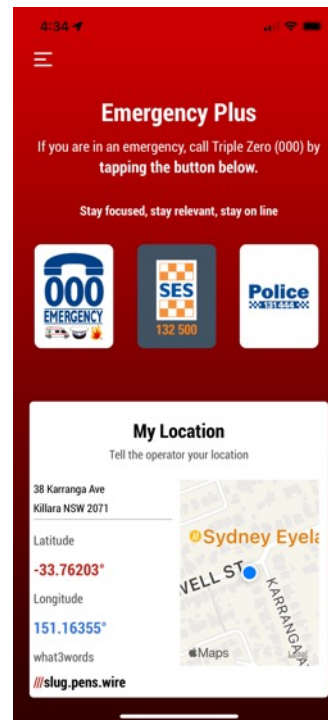 4:34
Emergency Plus
If you are in an emergency, call Triple Zero (000) by
tapping the button below.
Stay focused, stay relevant, stay on line
000
EMERGENCY
SES
132 500
Police
131 444
My Location
Tell the operator your location
38 Karranga Ave
Killara NSW 2071
Latitude
-33.76203°
Longitude
151.16355°
what3words
///slug.pens.wire
Sydney Eyela
WELL ST
KARRANGA
Maps